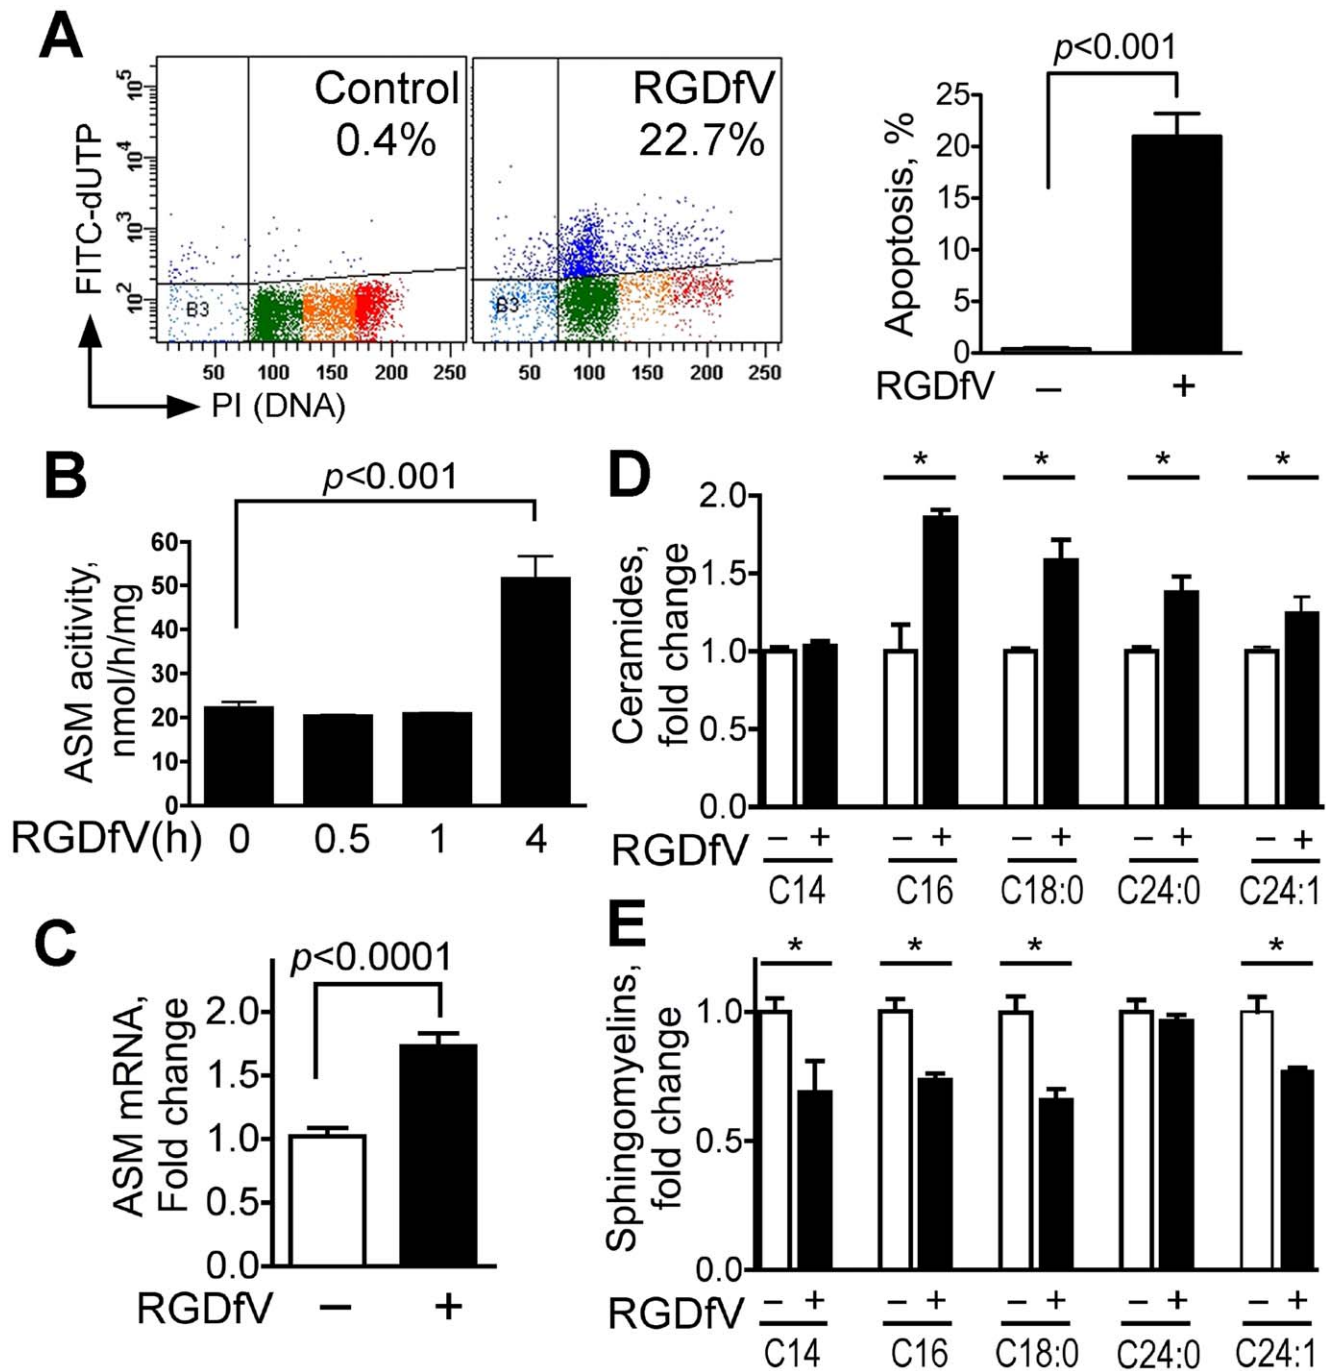 A
Control
0.4%
RGDfV
22.7%
FITC-dUTP
10^5
10^4
10^3
10^2
B3
B3
50 100 150 200 250
50 100 150 200 250
PI (DNA)
p<0.001
Apoptosis, %
25
20
15
10
5
0
RGDfV − +
B
p<0.001
ASM acitivity,
nmol/h/mg
60
50
40
30
20
10
0
RGDfV(h) 0 0.5 1 4
C
p<0.0001
ASM mRNA,
Fold change
2.0
1.5
1.0
0.5
0.0
RGDfV − +
D
* * * *
Ceramides,
fold change
2.0
1.5
1.0
0.5
0.0
RGDfV − + − + − + − + − +
C14 C16 C18:0 C24:0 C24:1
E
* * * *
Sphingomyelins,
fold change
1.0
0.5
0.0
RGDfV − + − + − + − + − +
C14 C16 C18:0 C24:0 C24:1